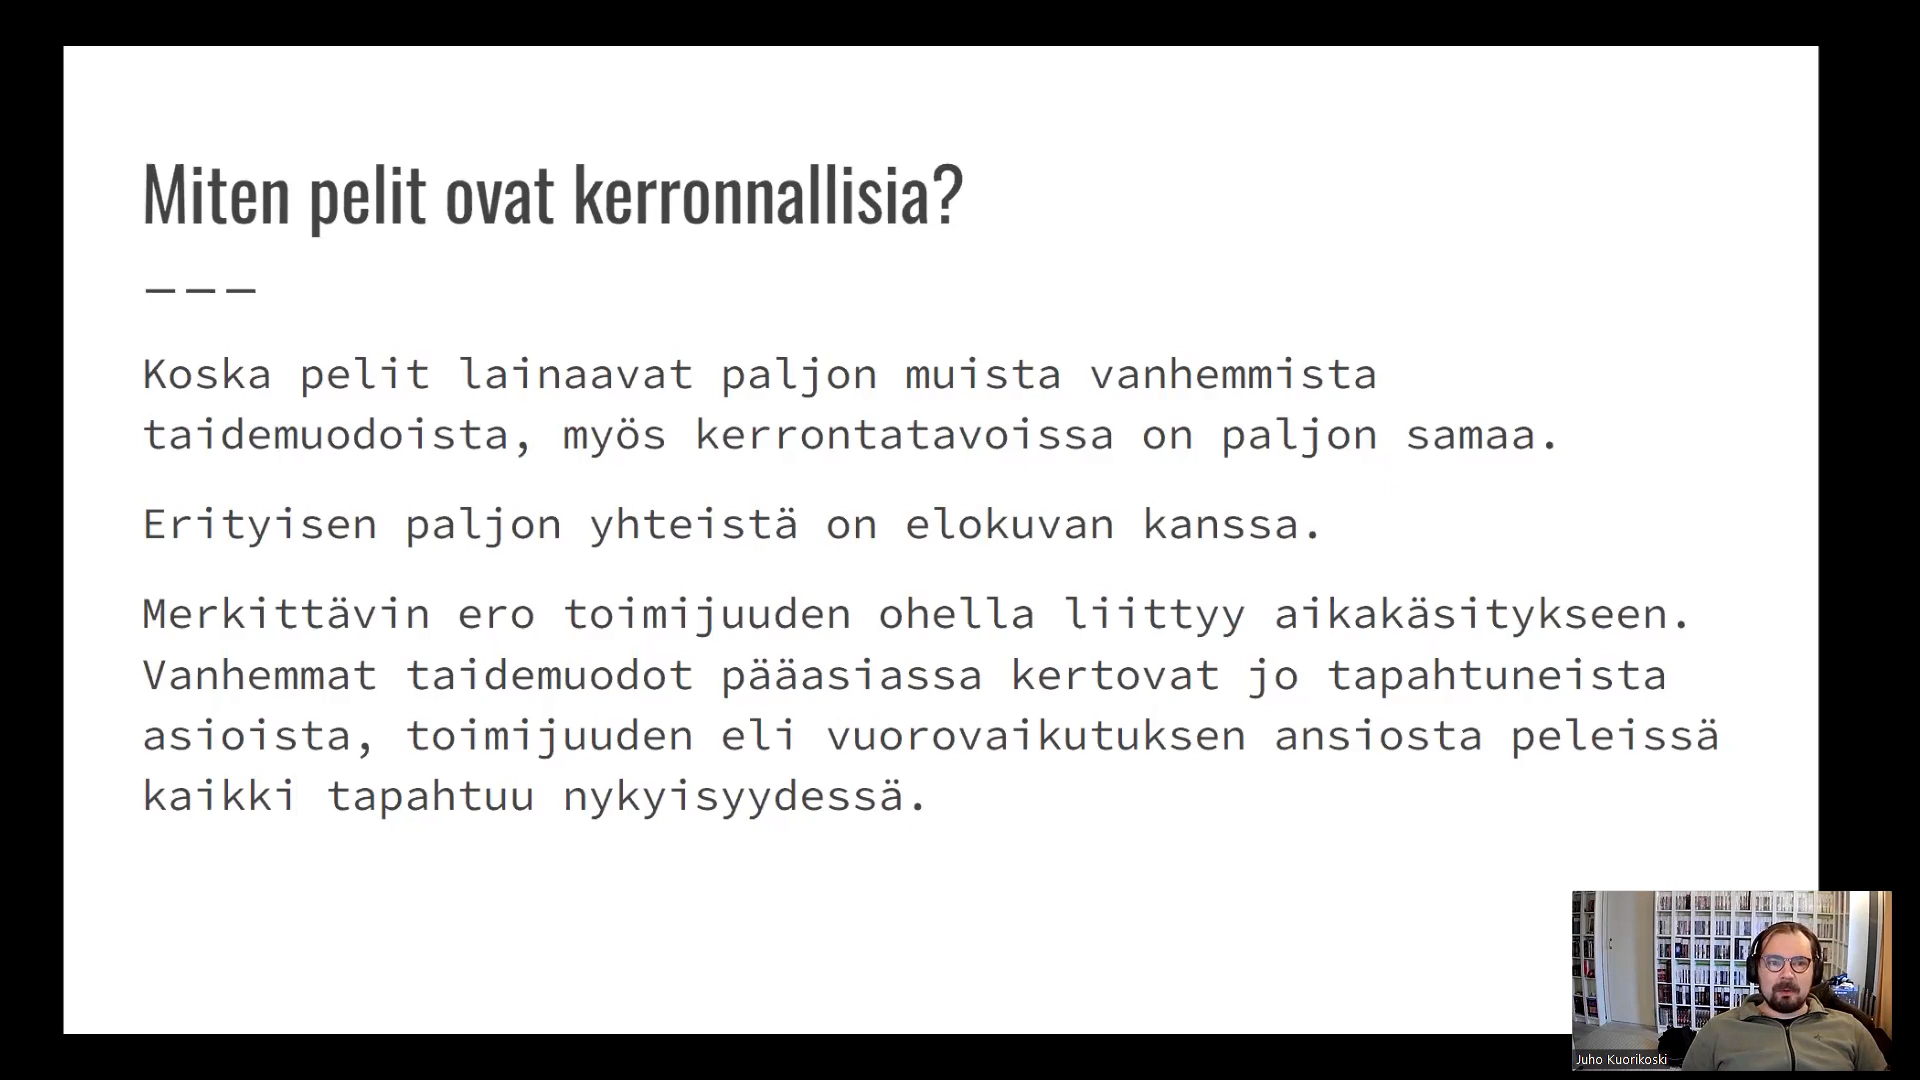 Miten pelit ovat kerronnallisia?
Koska pelit lainaavat paljon muista vanhemmista
taidemuodoista, myös kerrontatavoissa on paljon samaa.
Erityisen paljon yhteistä on elokuvan kanssa.
Merkittävin ero toimijuuden ohella liittyy aikakäsitykseen.
Vanhemmat taidemuodot pääasiassa kertovat jo tapahtuneista
asioista, toimijuuden eli vuorovaikutuksen ansiosta peleissä
kaikki tapahtuu nykyisyydessä.
Juho Kuorikoski